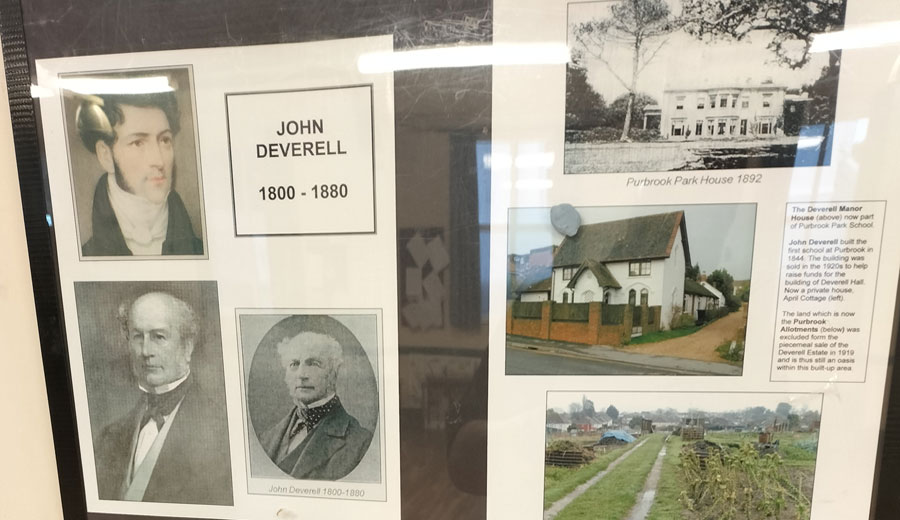 JOHN
DEVERELL
1800 - 1880
John Deverell 1800-1880
Purbrook Park House 1892
The Deverell Manor
House (above) now part
of Purbrook Park School.
John Deverell built the
first school at Purbrook in
1844. The building was
sold in the 1920s to help
raise funds for the
building of Deverell Hall.
Now a private house,
April Cottage (left).
The land which is now
the Purbrook
Allotments (below) was
excluded form the
piecemeal sale of the
Deverell Estate in 1919
and is thus still an oasis
within this built-up area.